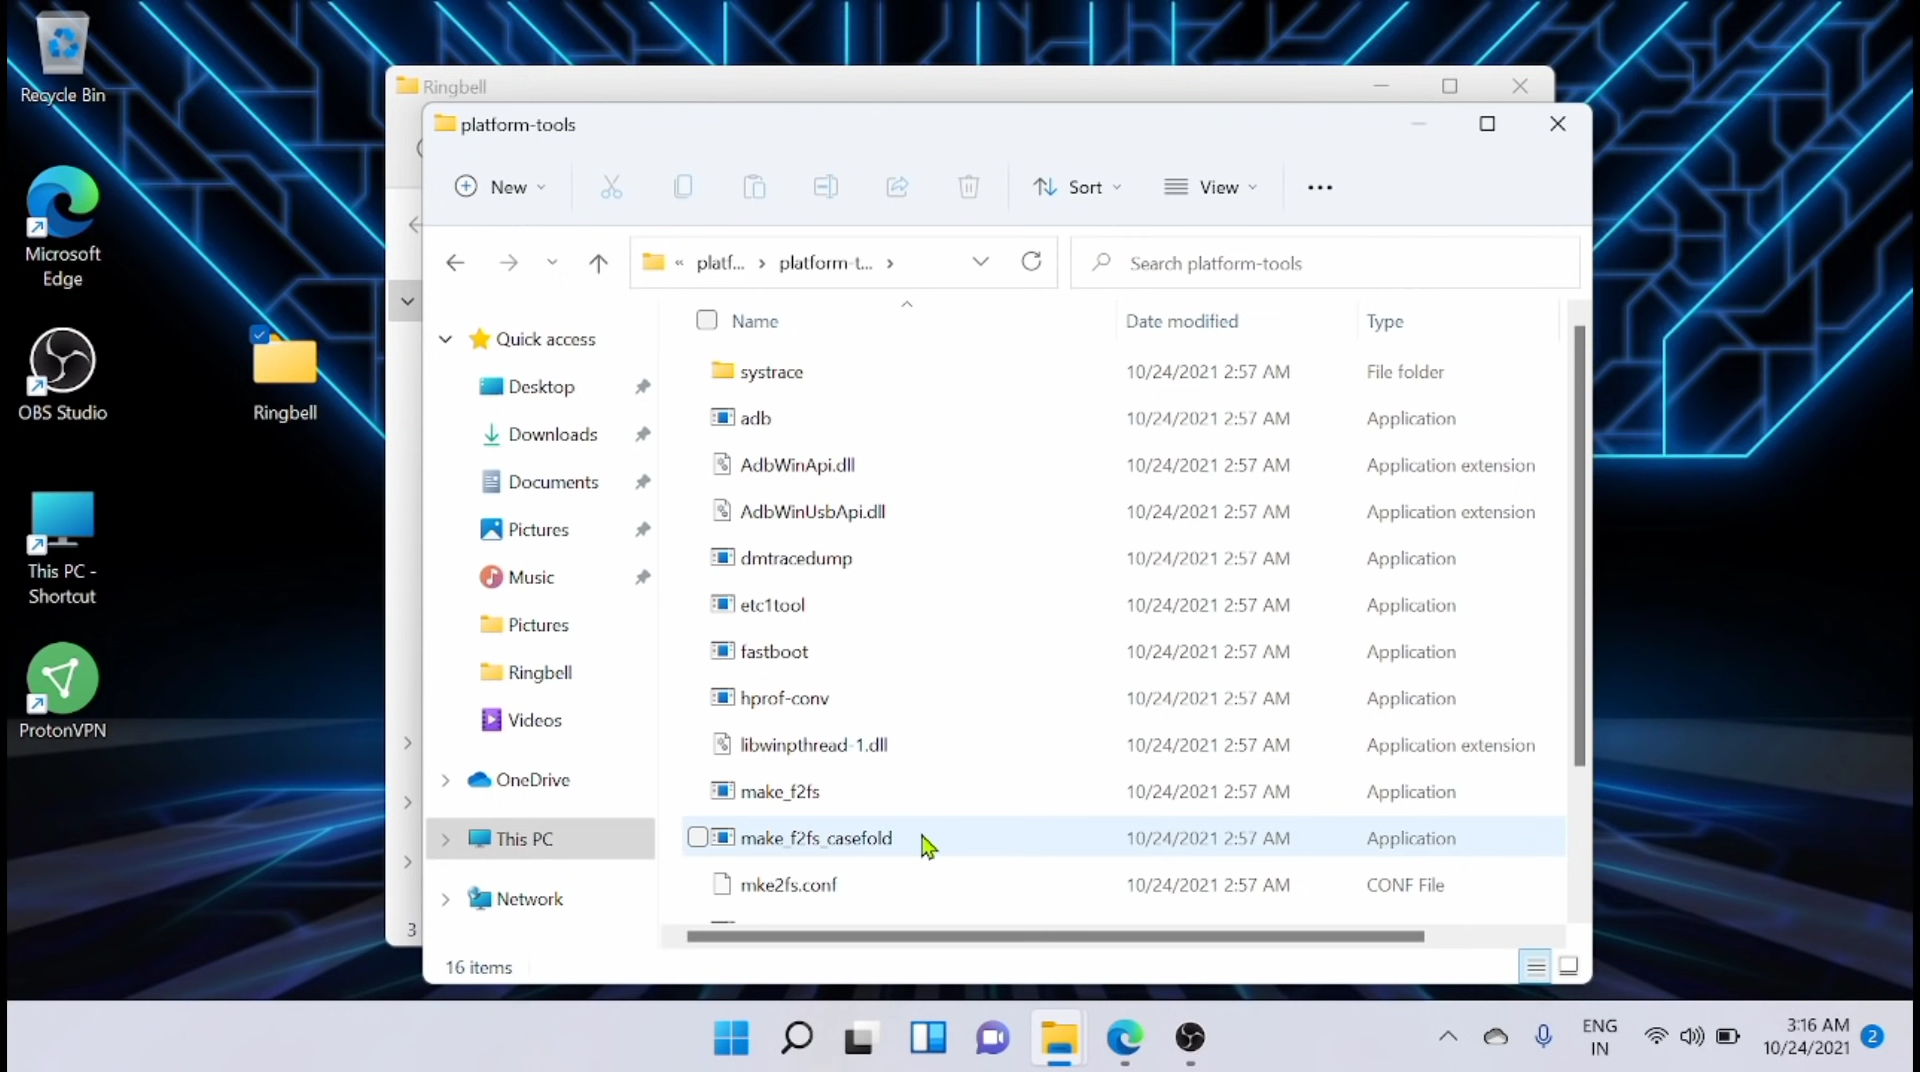 Recycle Bin
Microsoft
Edge
OBS Studio
Ringbell
This PC -
Shortcut
ProtonVPN
Ringbell
platform-tools
New
Sort
View
« platf... › platform-t... ›
Search platform-tools
Quick access
Desktop
Downloads
Documents
Pictures
Music
Pictures
Ringbell
Videos
OneDrive
This PC
Network
Name Date modified Type
systrace 10/24/2021 2:57 AM File folder
adb 10/24/2021 2:57 AM Application
AdbWinApi.dll 10/24/2021 2:57 AM Application extension
AdbWinUsbApi.dll 10/24/2021 2:57 AM Application extension
dmtracedump 10/24/2021 2:57 AM Application
etc1tool 10/24/2021 2:57 AM Application
fastboot 10/24/2021 2:57 AM Application
hprof-conv 10/24/2021 2:57 AM Application
libwinpthread-1.dll 10/24/2021 2:57 AM Application extension
make_f2fs 10/24/2021 2:57 AM Application
make_f2fs_casefold 10/24/2021 2:57 AM Application
mke2fs.conf 10/24/2021 2:57 AM CONF File
3
16 items
ENG
IN
3:16 AM
10/24/2021
2